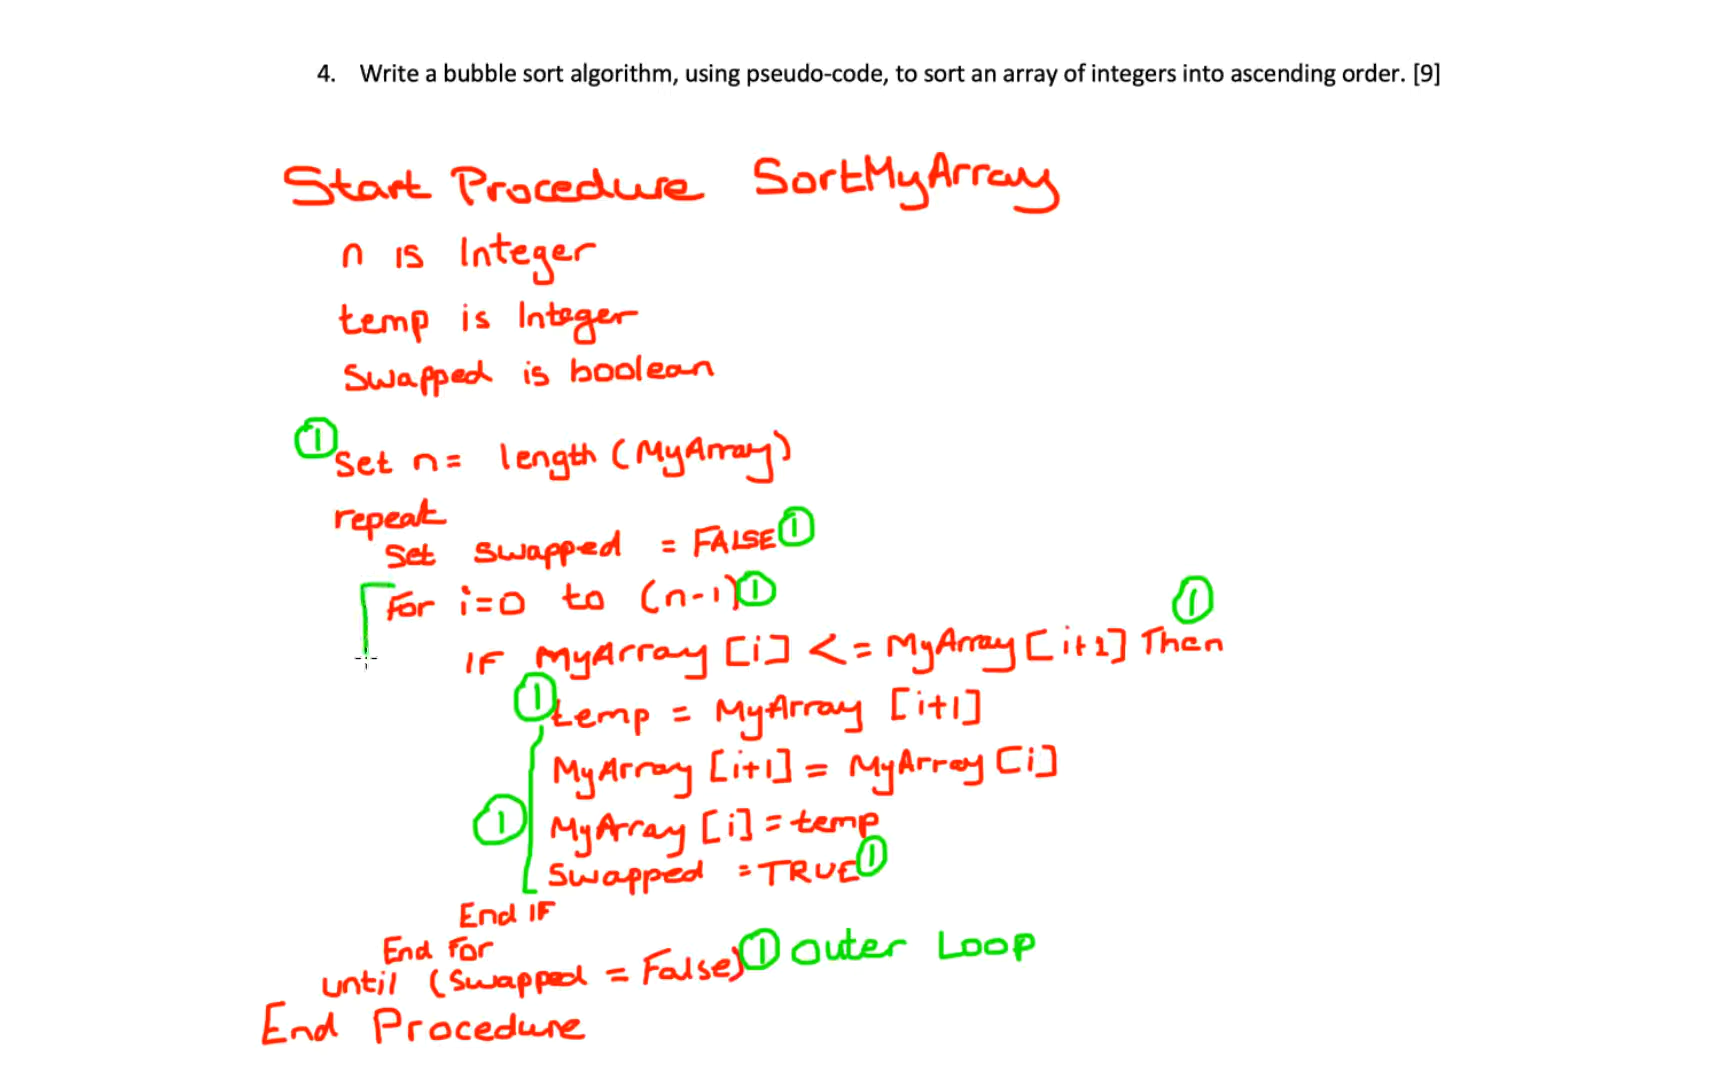 4. Write a bubble sort algorithm, using pseudo-code, to sort an array of integers into ascending order. [9]
Start Procedure SortMyArray
n is Integer
temp is Integer
Swapped is boolean
① Set n = length (MyArray)
repeat
Set swapped = FALSE ①
For i=0 to (n-1) ①
①
IF MyArray [i] <= MyArray [i+1] Then
① temp = MyArray [i+1]
MyArray [i+1] = MyArray [i]
① MyArray [i] = temp
Swapped = TRUE ①
End IF
End For
until (Swapped = False) ① outer Loop
End Procedure